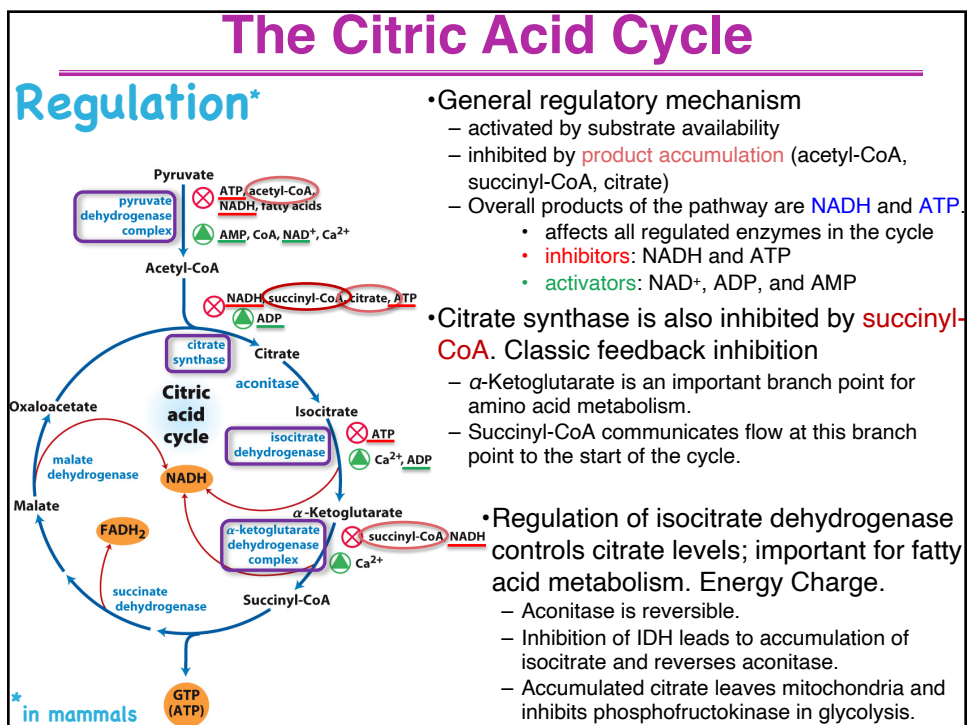 The Citric Acid Cycle
Regulation*
Pyruvate
pyruvate
dehydrogenase
complex
ATP, acetyl-CoA,
NADH, fatty acids
AMP, CoA, NAD⁺, Ca²⁺
Acetyl-CoA
NADH, succinyl-CoA, citrate, ATP
ADP
citrate
synthase
Citrate
aconitase
Citric
acid
cycle
Oxaloacetate
Isocitrate
isocitrate
dehydrogenase
ATP
Ca²⁺, ADP
malate
dehydrogenase
NADH
Malate
FADH₂
α-Ketoglutarate
α-ketoglutarate
dehydrogenase
complex
succinyl-CoA, NADH
Ca²⁺
succinate
dehydrogenase
Succinyl-CoA
GTP
(ATP)
* in mammals
•General regulatory mechanism
– activated by substrate availability
– inhibited by product accumulation (acetyl-CoA,
succinyl-CoA, citrate)
– Overall products of the pathway are NADH and ATP.
• affects all regulated enzymes in the cycle
• inhibitors: NADH and ATP
• activators: NAD⁺, ADP, and AMP
•Citrate synthase is also inhibited by succinyl-
CoA. Classic feedback inhibition
– α-Ketoglutarate is an important branch point for
amino acid metabolism.
– Succinyl-CoA communicates flow at this branch
point to the start of the cycle.
•Regulation of isocitrate dehydrogenase
controls citrate levels; important for fatty
acid metabolism. Energy Charge.
– Aconitase is reversible.
– Inhibition of IDH leads to accumulation of
isocitrate and reverses aconitase.
– Accumulated citrate leaves mitochondria and
inhibits phosphofructokinase in glycolysis.